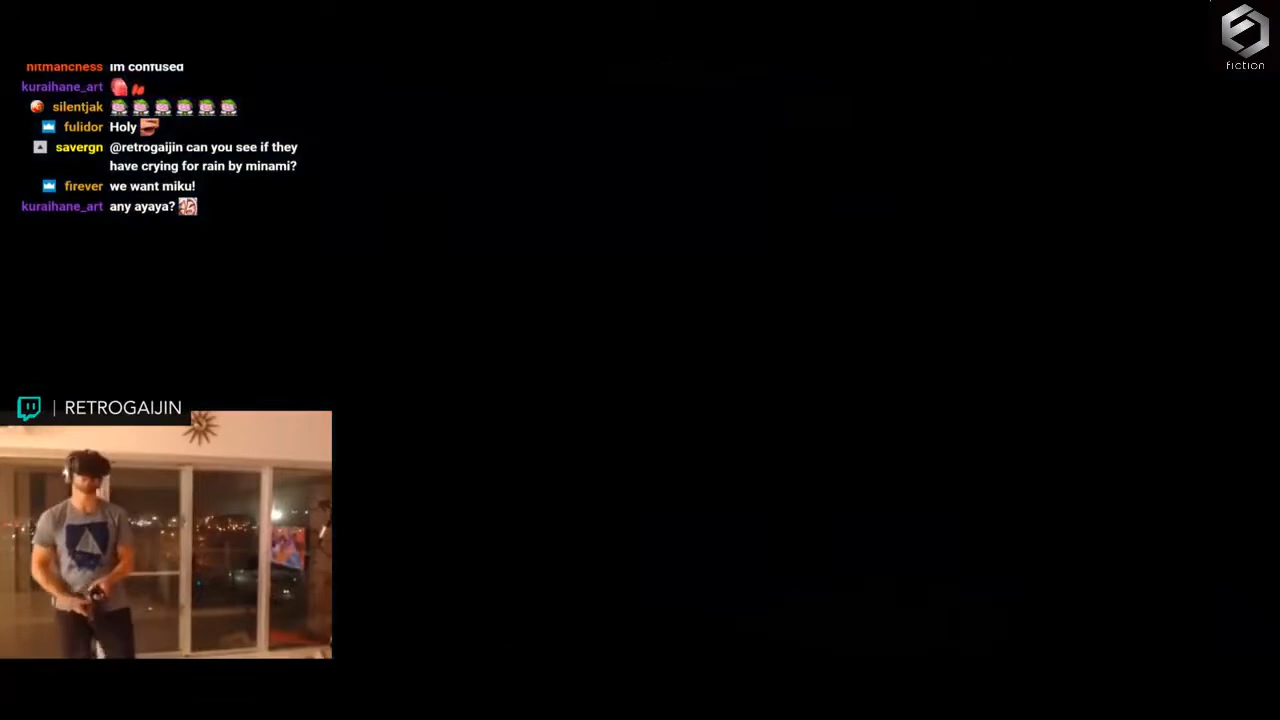 fiction
nitmancness im confused
kuraihane_art
silentjak
fulidor Holy
savergn @retrogaijin can you see if they
have crying for rain by minami?
firever we want miku!
kuraihane_art any ayaya?
| RETROGAIJIN